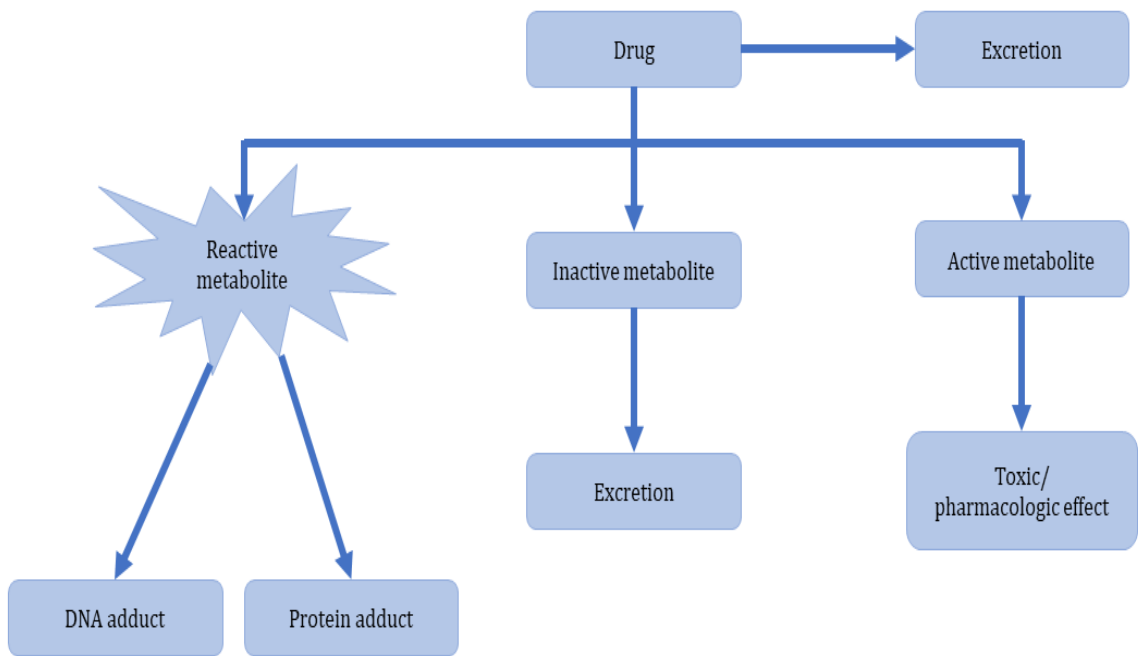 Drug
Excretion
Reactive
metabolite
Inactive metabolite
Active metabolite
Excretion
Toxic/
pharmacologic effect
DNA adduct
Protein adduct